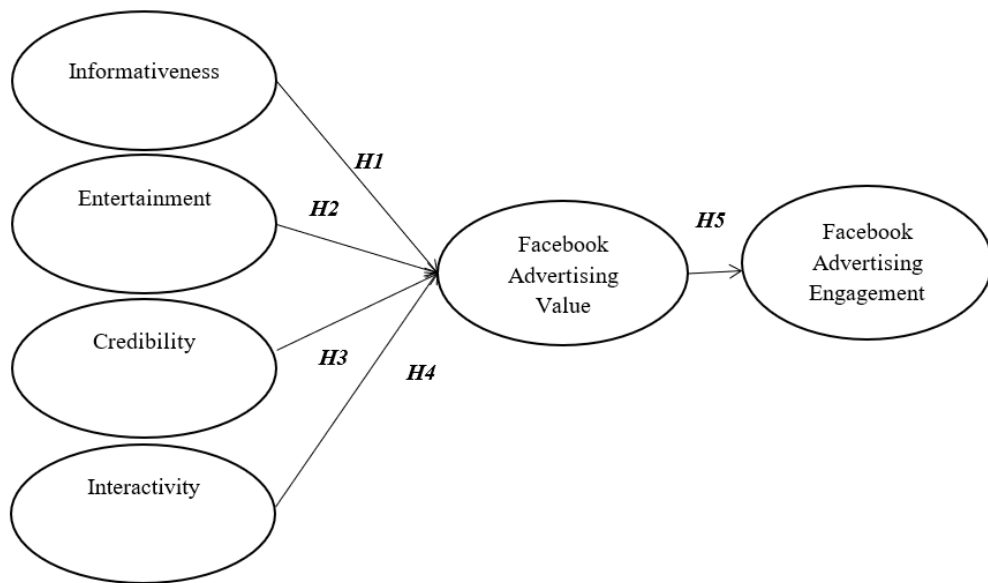 Informativeness
H1
Entertainment
H2
Credibility
H3
Interactivity
H4
Facebook
Advertising
Value
H5
Facebook
Advertising
Engagement